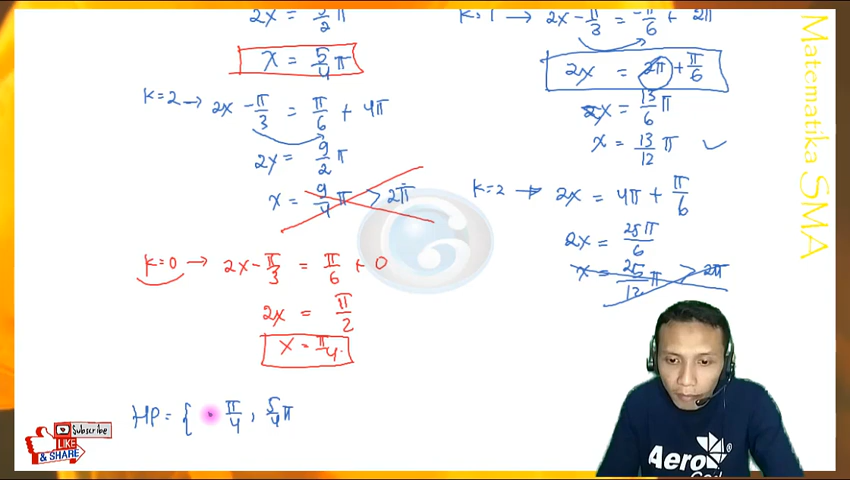 2x = 5/2 π
x = 5/4 π
k=2 → 2x - π/3 = π/6 + 4π
2x = 9/2 π
x = 9/4 π > 2π
k=0 → 2x - π/3 = π/6 + 0
2x = π/2
x = π/4.
HP = { π/4, 5/4 π
k=1 → 2x - π/3 = -π/6 + 2π
2x = 2π + π/6
2x = 13/6 π
x = 13/12 π ✓
k=2 → 2x = 4π + π/6
2x = 25π/6
x = 25/12 π > 2π
Matematika SMA
Subscribe
LIKE
& SHARE
Aero